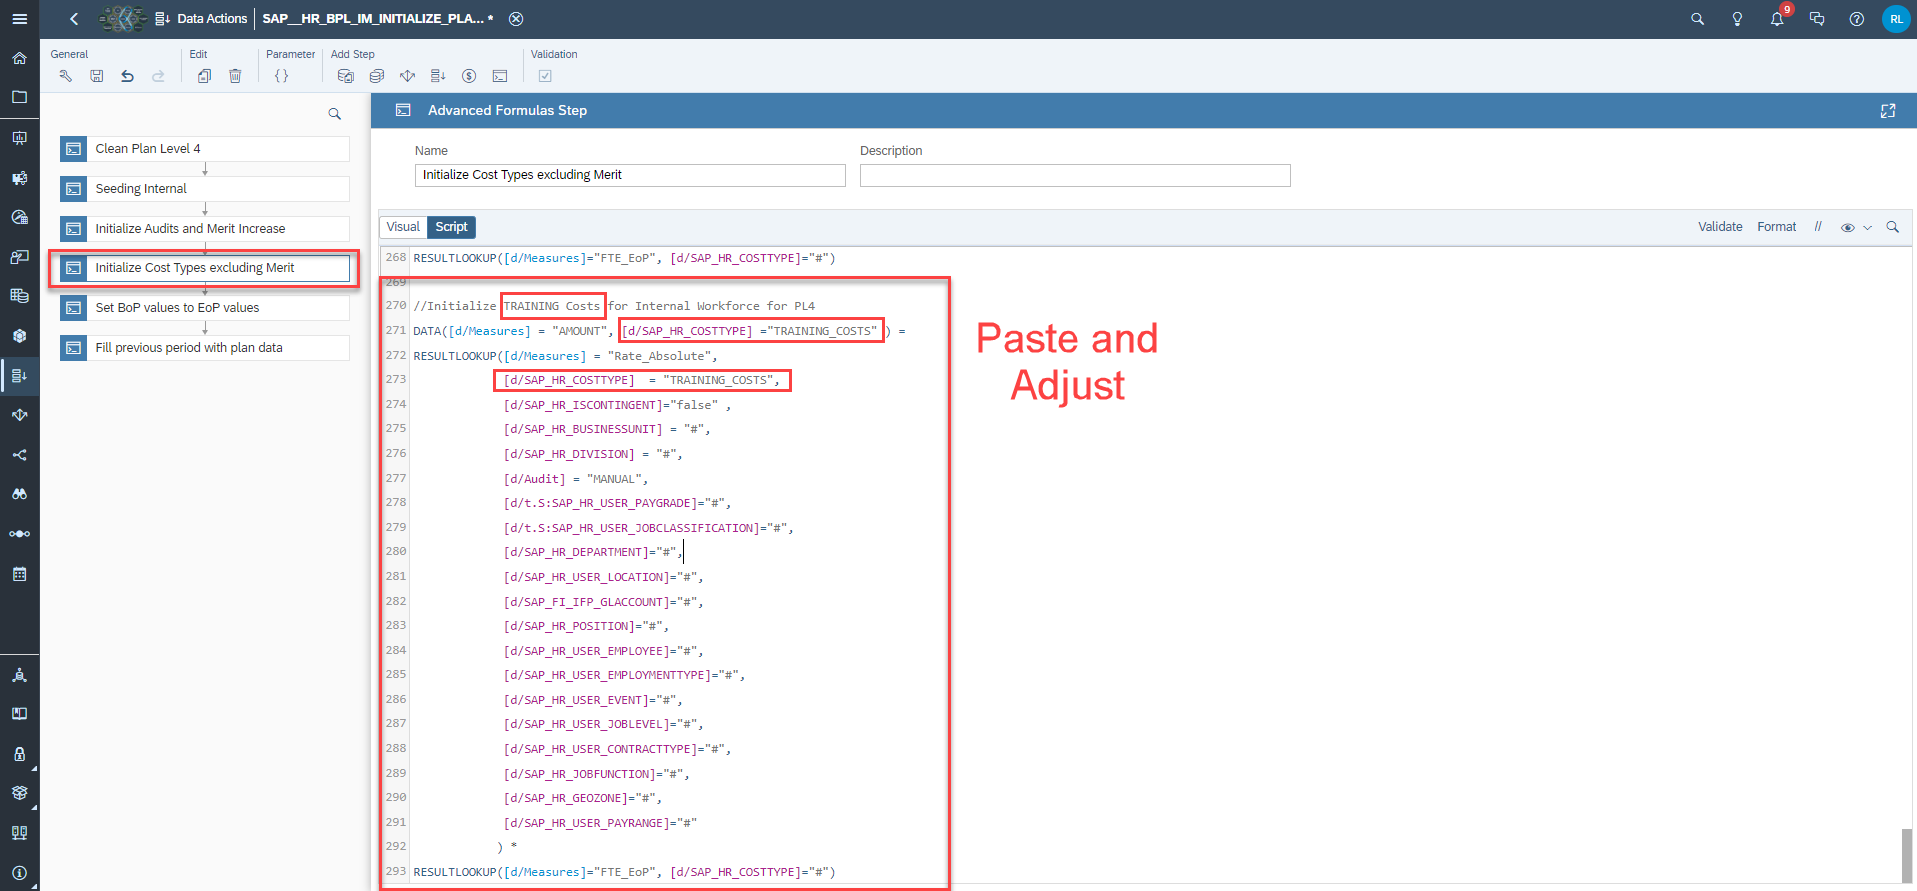 Data Actions
SAP__HR_BPL_IM_INITIALIZE_PLA... *
9
RL
General
Edit
Parameter
Add Step
Validation
Clean Plan Level 4
Seeding Internal
Initialize Audits and Merit Increase
Initialize Cost Types excluding Merit
Set BoP values to EoP values
Fill previous period with plan data
Advanced Formulas Step
Name
Description
Initialize Cost Types excluding Merit
Visual
Script
Validate
Format
//
268 RESULTLOOKUP([d/Measures]="FTE_EoP", [d/SAP_HR_COSTTYPE]="#")
269
270 //Initialize TRAINING Costs for Internal Workforce for PL4
271 DATA([d/Measures] = "AMOUNT", [d/SAP_HR_COSTTYPE] ="TRAINING_COSTS" ) =
272 RESULTLOOKUP([d/Measures] = "Rate_Absolute",
273 [d/SAP_HR_COSTTYPE] = "TRAINING_COSTS",
274 [d/SAP_HR_ISCONTINGENT]="false" ,
275 [d/SAP_HR_BUSINESSUNIT] = "#",
276 [d/SAP_HR_DIVISION] = "#",
277 [d/Audit] = "MANUAL",
278 [d/t.S:SAP_HR_USER_PAYGRADE]="#",
279 [d/t.S:SAP_HR_USER_JOBCLASSIFICATION]="#",
280 [d/SAP_HR_DEPARTMENT]="#",
281 [d/SAP_HR_USER_LOCATION]="#",
282 [d/SAP_FI_IFP_GLACCOUNT]="#",
283 [d/SAP_HR_POSITION]="#",
284 [d/SAP_HR_USER_EMPLOYEE]="#",
285 [d/SAP_HR_USER_EMPLOYMENTTYPE]="#",
286 [d/SAP_HR_USER_EVENT]="#",
287 [d/SAP_HR_USER_JOBLEVEL]="#",
288 [d/SAP_HR_USER_CONTRACTTYPE]="#",
289 [d/SAP_HR_JOBFUNCTION]="#",
290 [d/SAP_HR_GEOZONE]="#",
291 [d/SAP_HR_USER_PAYRANGE]="#"
292 ) *
293 RESULTLOOKUP([d/Measures]="FTE_EoP", [d/SAP_HR_COSTTYPE]="#")
Paste and
Adjust